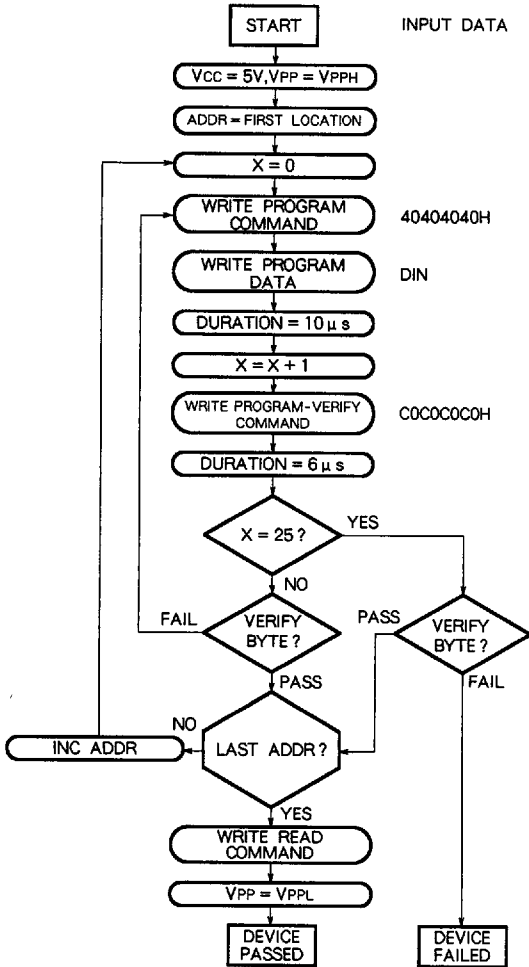 START
INPUT DATA
VCC = 5V, VPP = VPPH
ADDR = FIRST LOCATION
X = 0
WRITE PROGRAM
COMMAND
40404040H
WRITE PROGRAM
DATA
DIN
DURATION = 10 μs
X = X + 1
WRITE PROGRAM-VERIFY
COMMAND
C0C0C0C0H
DURATION = 6 μs
X = 25 ?
YES
NO
FAIL
VERIFY
BYTE ?
PASS
PASS
VERIFY
BYTE ?
FAIL
NO
INC ADDR
LAST ADDR ?
YES
WRITE READ
COMMAND
VPP = VPPL
DEVICE
PASSED
DEVICE
FAILED